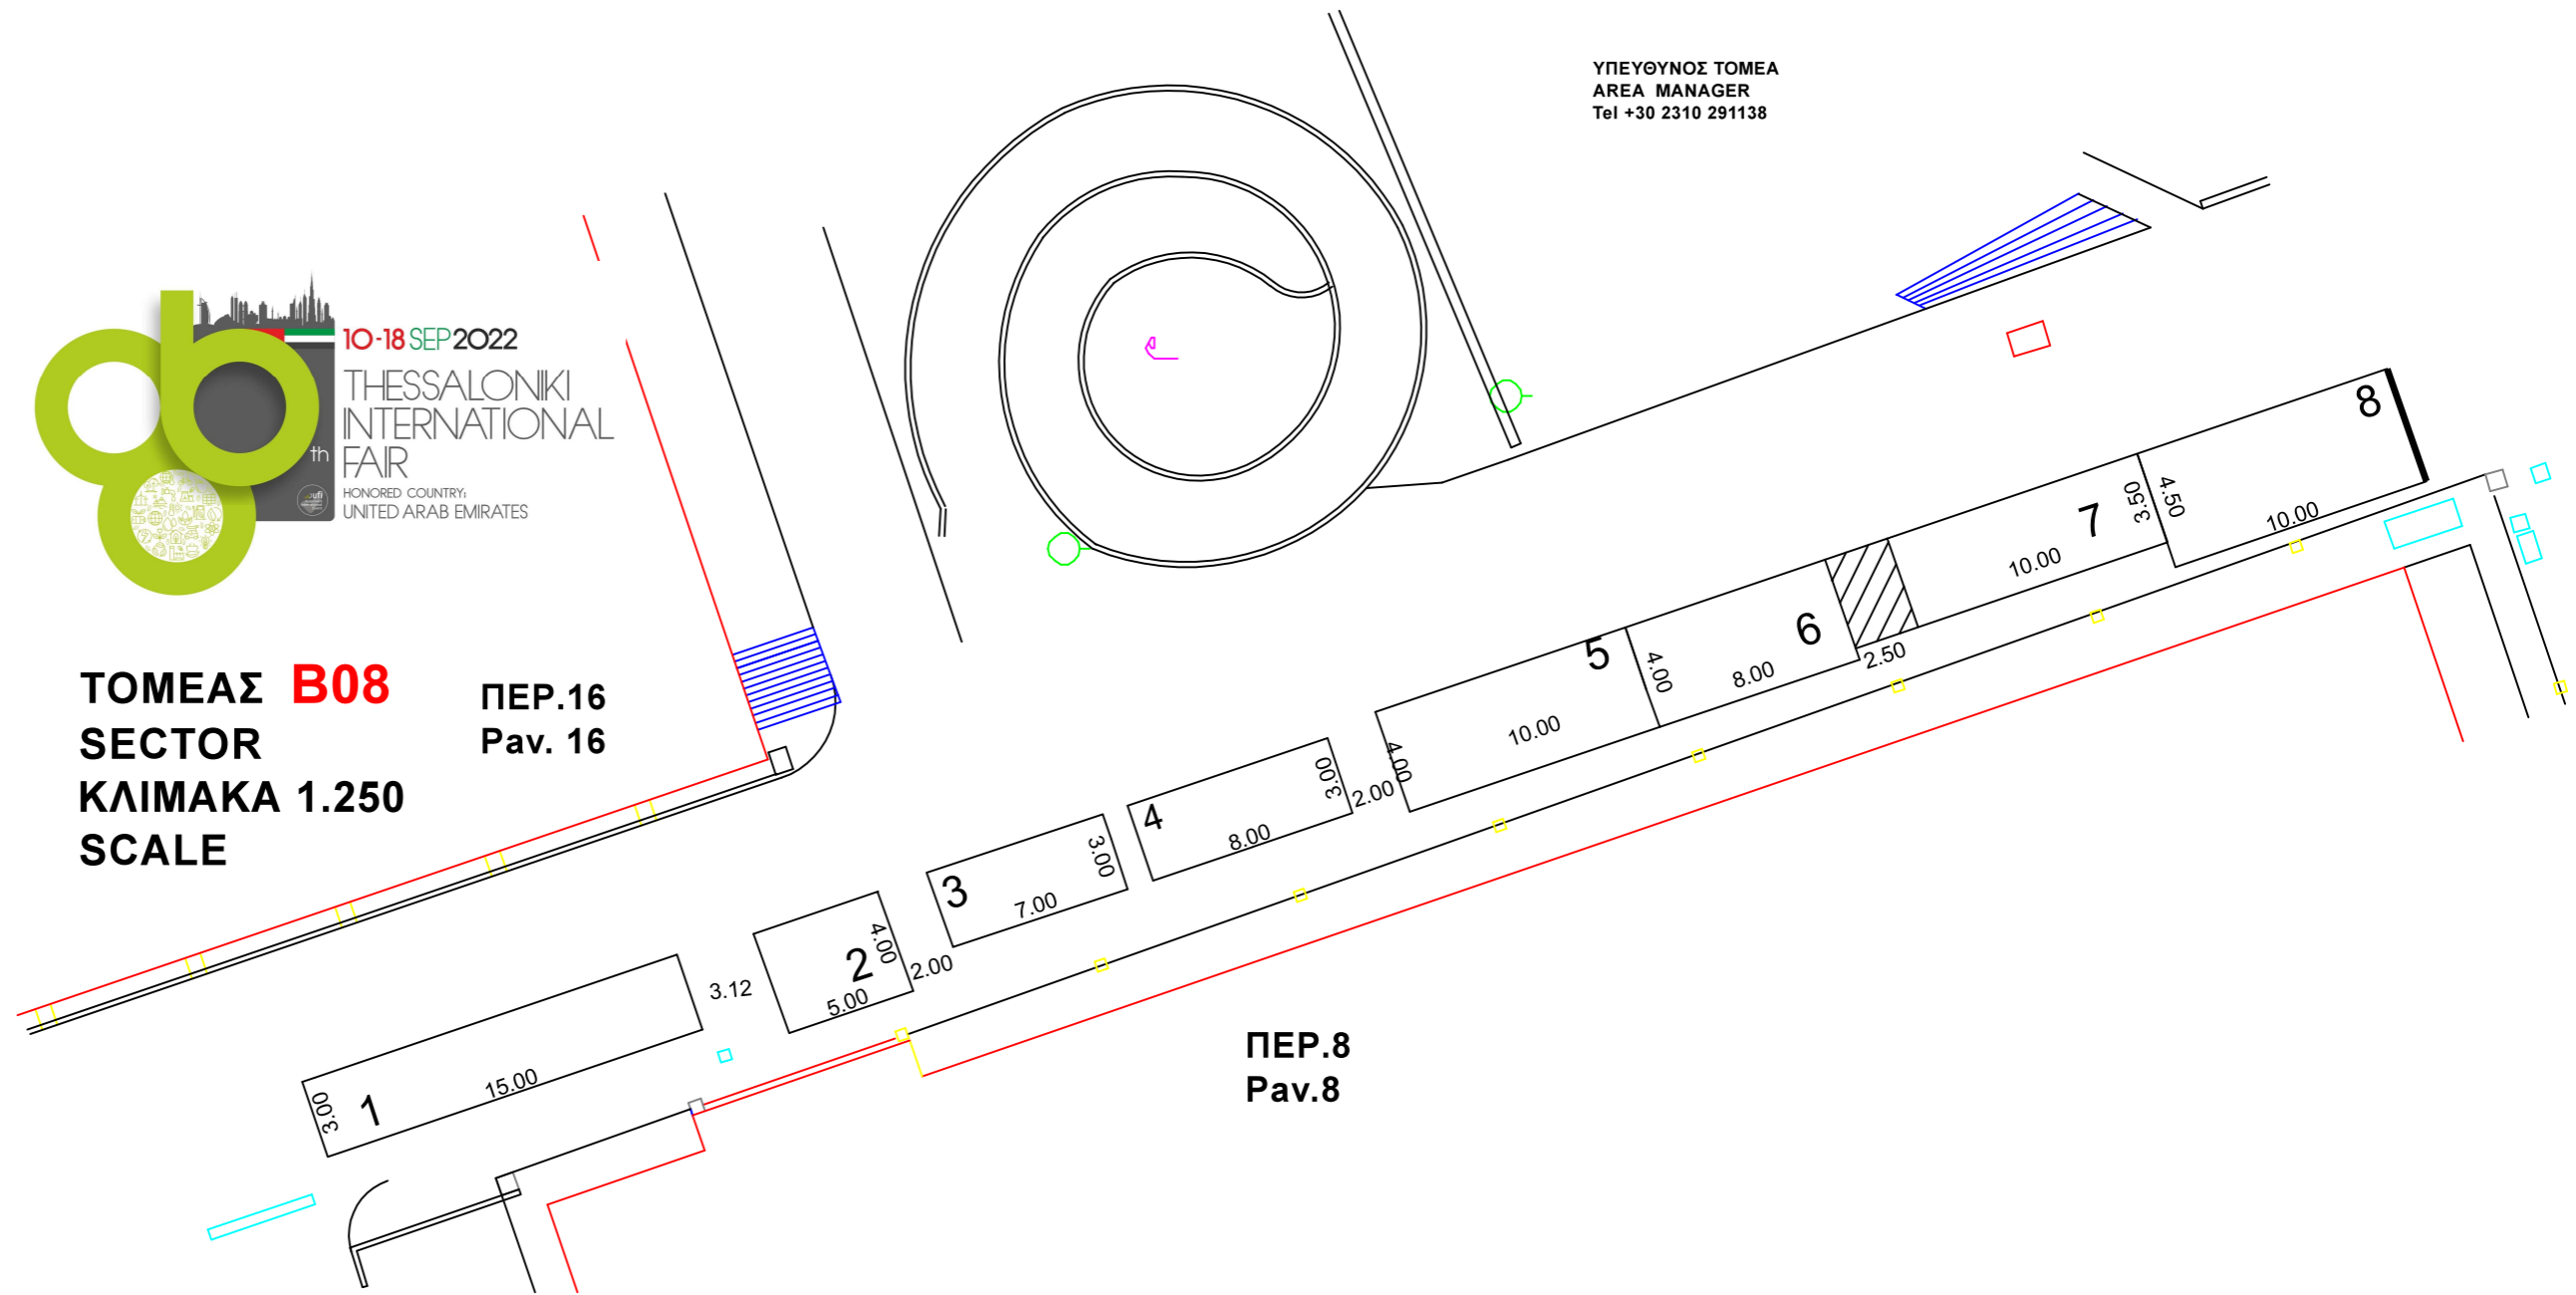 ΥΠΕΥΘΥΝΟΣ ΤΟΜΕΑ
AREA MANAGER
Tel +30 2310 291138
10-18 SEP 2022
THESSALONIKI
INTERNATIONAL
th FAIR
HONORED COUNTRY:
UNITED ARAB EMIRATES
ufi
ΤΟΜΕΑΣ B08
SECTOR
ΚΛΙΜΑΚΑ 1.250
SCALE
ΠΕΡ.16
Pav. 16
8
4.50
10.00
7
3.50
10.00
6
8.00
2.50
5
4.00
10.00
4.00
4
3.00
8.00
2.00
3
3.00
7.00
2
4.00
5.00
2.00
3.12
1
3.00
15.00
ΠΕΡ.8
Pav.8